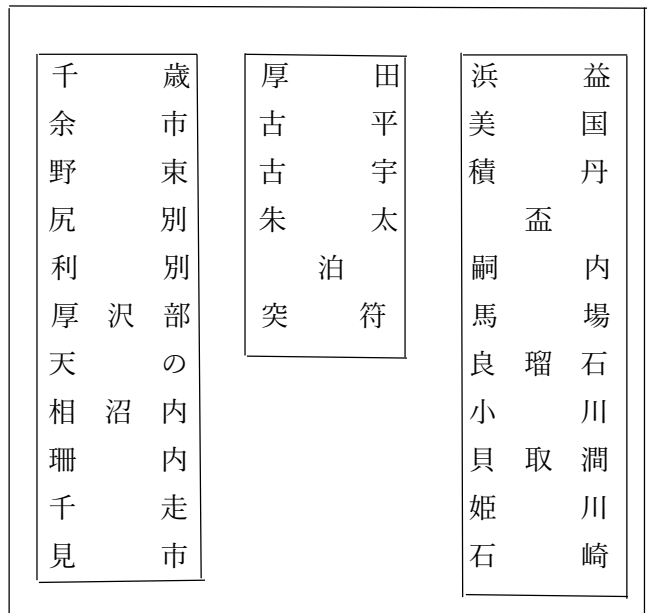 千歳
余市
野束
尻別
利別
厚沢部
天の
相沼内
珊内
千走
見市
厚田
古平
古宇
朱太
泊
突符
浜益
美国
積丹
盃
嗣内
馬場
良瑠石
小川
貝取澗
姫川
石崎